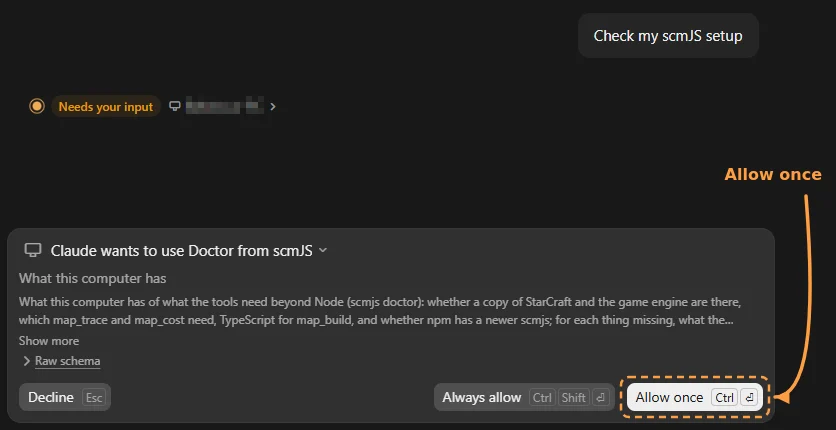 Check my scmJS setup
Needs your input
Allow once
Claude wants to use Doctor from scmJS
What this computer has
What this computer has of what the tools need beyond Node (scmjs doctor): whether a copy of StarCraft and the game engine are there,
which map_trace and map_cost need, TypeScript for map_build, and whether npm has a newer scmjs; for each thing missing, what the...
Show more
Raw schema
Decline Esc
Always allow Ctrl Shift ⏎
Allow once Ctrl ⏎